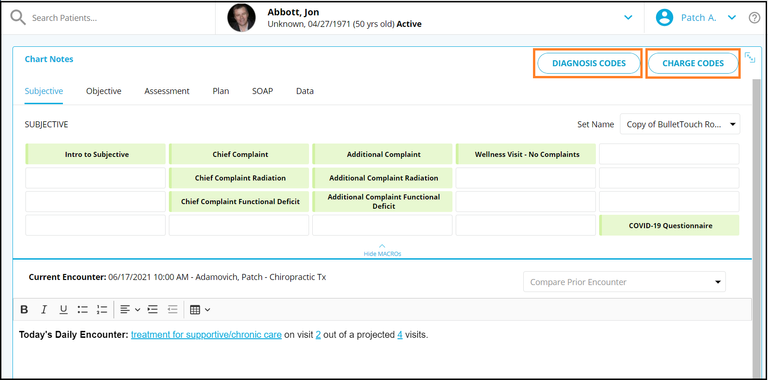 Search Patients...
Abbott, Jon
Unknown, 04/27/1971 (50 yrs old) Active
Patch A.
Chart Notes
DIAGNOSIS CODES
CHARGE CODES
Subjective
Objective
Assessment
Plan
SOAP
Data
SUBJECTIVE
Set Name
Copy of BulletTouch Ro...
Intro to Subjective
Chief Complaint
Additional Complaint
Wellness Visit - No Complaints
Chief Complaint Radiation
Additional Complaint Radiation
Chief Complaint Functional Deficit
Additional Complaint Functional
Deficit
COVID-19 Questionnaire
Hide MACROs
Current Encounter: 06/17/2021 10:00 AM - Adamovich, Patch - Chiropractic Tx
Compare Prior Encounter
B I U
Today's Daily Encounter: treatment for supportive/chronic care on visit 2 out of a projected 4 visits.